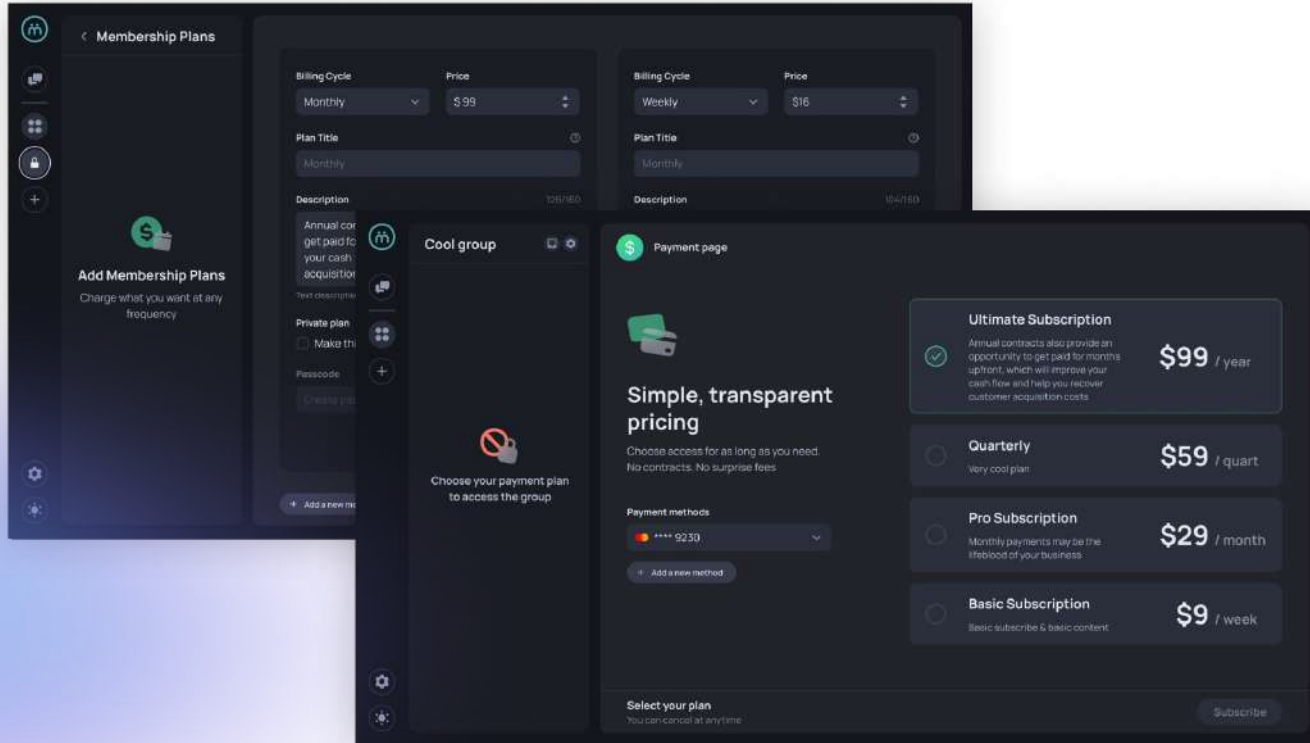 Membership Plans
Add Membership Plans
Charge what you want at any
frequency
Billing Cycle Price
Monthly $ 99
Plan Title
Monthly
Description 126/160
Annual
get paid
your cash
acquisition
Text
Private plan
Make
Passcode
Create
+ Add a new
Billing Cycle Price
Weekly $16
Plan Title
Monthly
Description 104/160
Cool group
Choose your payment plan
to access the group
Payment page
Simple, transparent
pricing
Choose access for as long as you need.
No contracts. No surprise fees
Payment methods
**** 9230
+ Add a new method
Ultimate Subscription
Annual contracts also provide an
opportunity to get paid for months
upfront, which will improve your
cash flow and help you recover
customer acquisition costs
$99 / year
Quarterly
Very cool plan
$59 / quart
Pro Subscription
Monthly payments may be the
lifeblood of your business
$29 / month
Basic Subscription
Basic subscribe & basic content
$9 / week
Select your plan
You can cancel at anytime
Subscribe